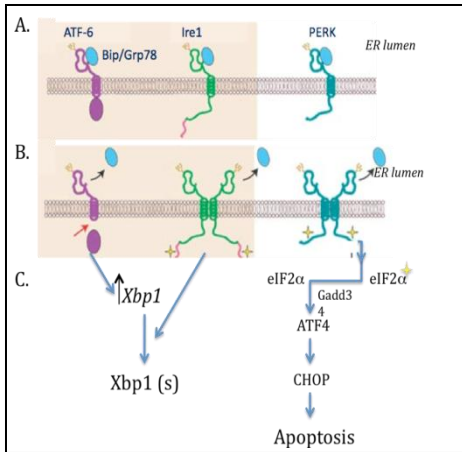 A.
ATF-6
Ire1
PERK
Bip/Grp78
ER lumen
B.
ER lumen
C.
Xbp1
eIF2α
eIF2α
Gadd3
4
ATF4
Xbp1 (s)
CHOP
Apoptosis